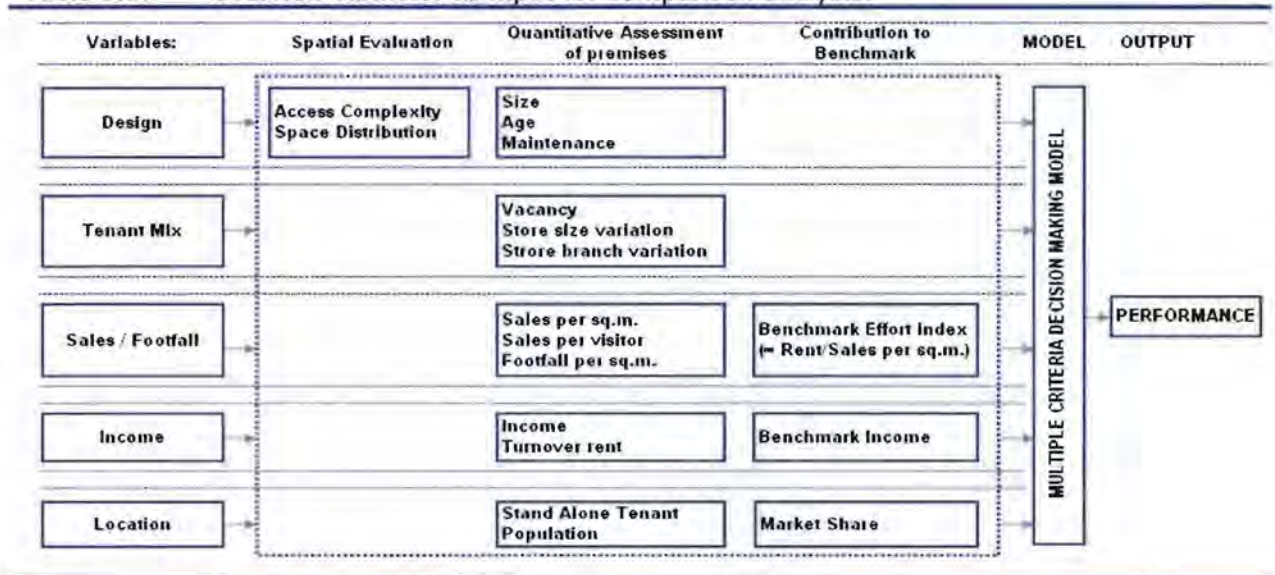 Variables:
Spatial Evaluation
Quantitative Assessment
of premises
Contribution to
Benchmark
MODEL
OUTPUT
Design
Access Complexity
Space Distribution
Size
Age
Maintenance
Tenant Mix
Vacancy
Store size variation
Strore branch variation
Sales / Footfall
Sales per sq.m.
Sales per visitor
Footfall per sq.m.
Benchmark Effort Index
(= Rent/Sales per sq.m.)
Income
Income
Turnover rent
Benchmark Income
Location
Stand Alone Tenant
Population
Market Share
MULTIPLE CRITERIA DECISION MAKING MODEL
PERFORMANCE